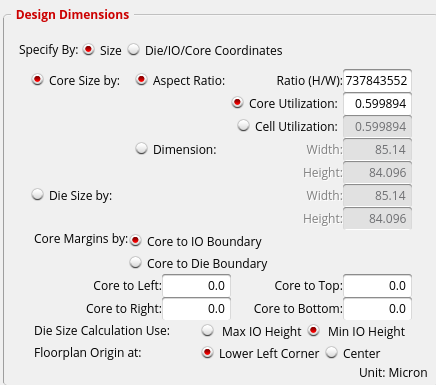 Design Dimensions
Specify By: Size Die/IO/Core Coordinates
Core Size by: Aspect Ratio: Ratio (H/W): 737843552
Core Utilization: 0.599894
Cell Utilization: 0.599894
Dimension: Width: 85.14
Height: 84.096
Die Size by: Width: 85.14
Height: 84.096
Core Margins by: Core to IO Boundary
Core to Die Boundary
Core to Left: 0.0 Core to Top: 0.0
Core to Right: 0.0 Core to Bottom: 0.0
Die Size Calculation Use: Max IO Height Min IO Height
Floorplan Origin at: Lower Left Corner Center
Unit: Micron